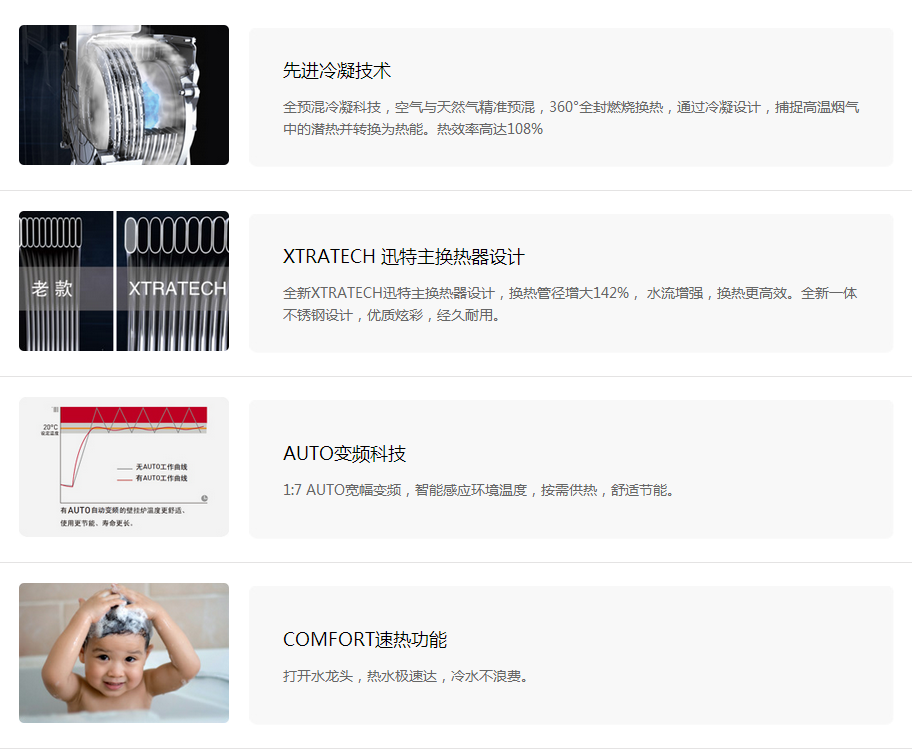 先进冷凝技术
全预混冷凝科技，空气与天然气精准预混，360°全封燃烧换热，通过冷凝设计，捕捉高温烟气
中的潜热并转换为热能。热效率高达108%
老款
XTRATECH
XTRATECH 迅特主换热器设计
全新XTRATECH迅特主换热器设计，换热管径增大142%， 水流增强，换热更高效。全新一体
不锈钢设计，优质炫彩，经久耐用。
20°C
设定温度
无AUTO工作曲线
有AUTO工作曲线
有AUTO自动变频的壁挂炉温度更舒适、
使用更节能、寿命更长。
AUTO变频科技
1:7 AUTO宽幅变频，智能感应环境温度，按需供热，舒适节能。
COMFORT速热功能
打开水龙头，热水极速达，冷水不浪费。